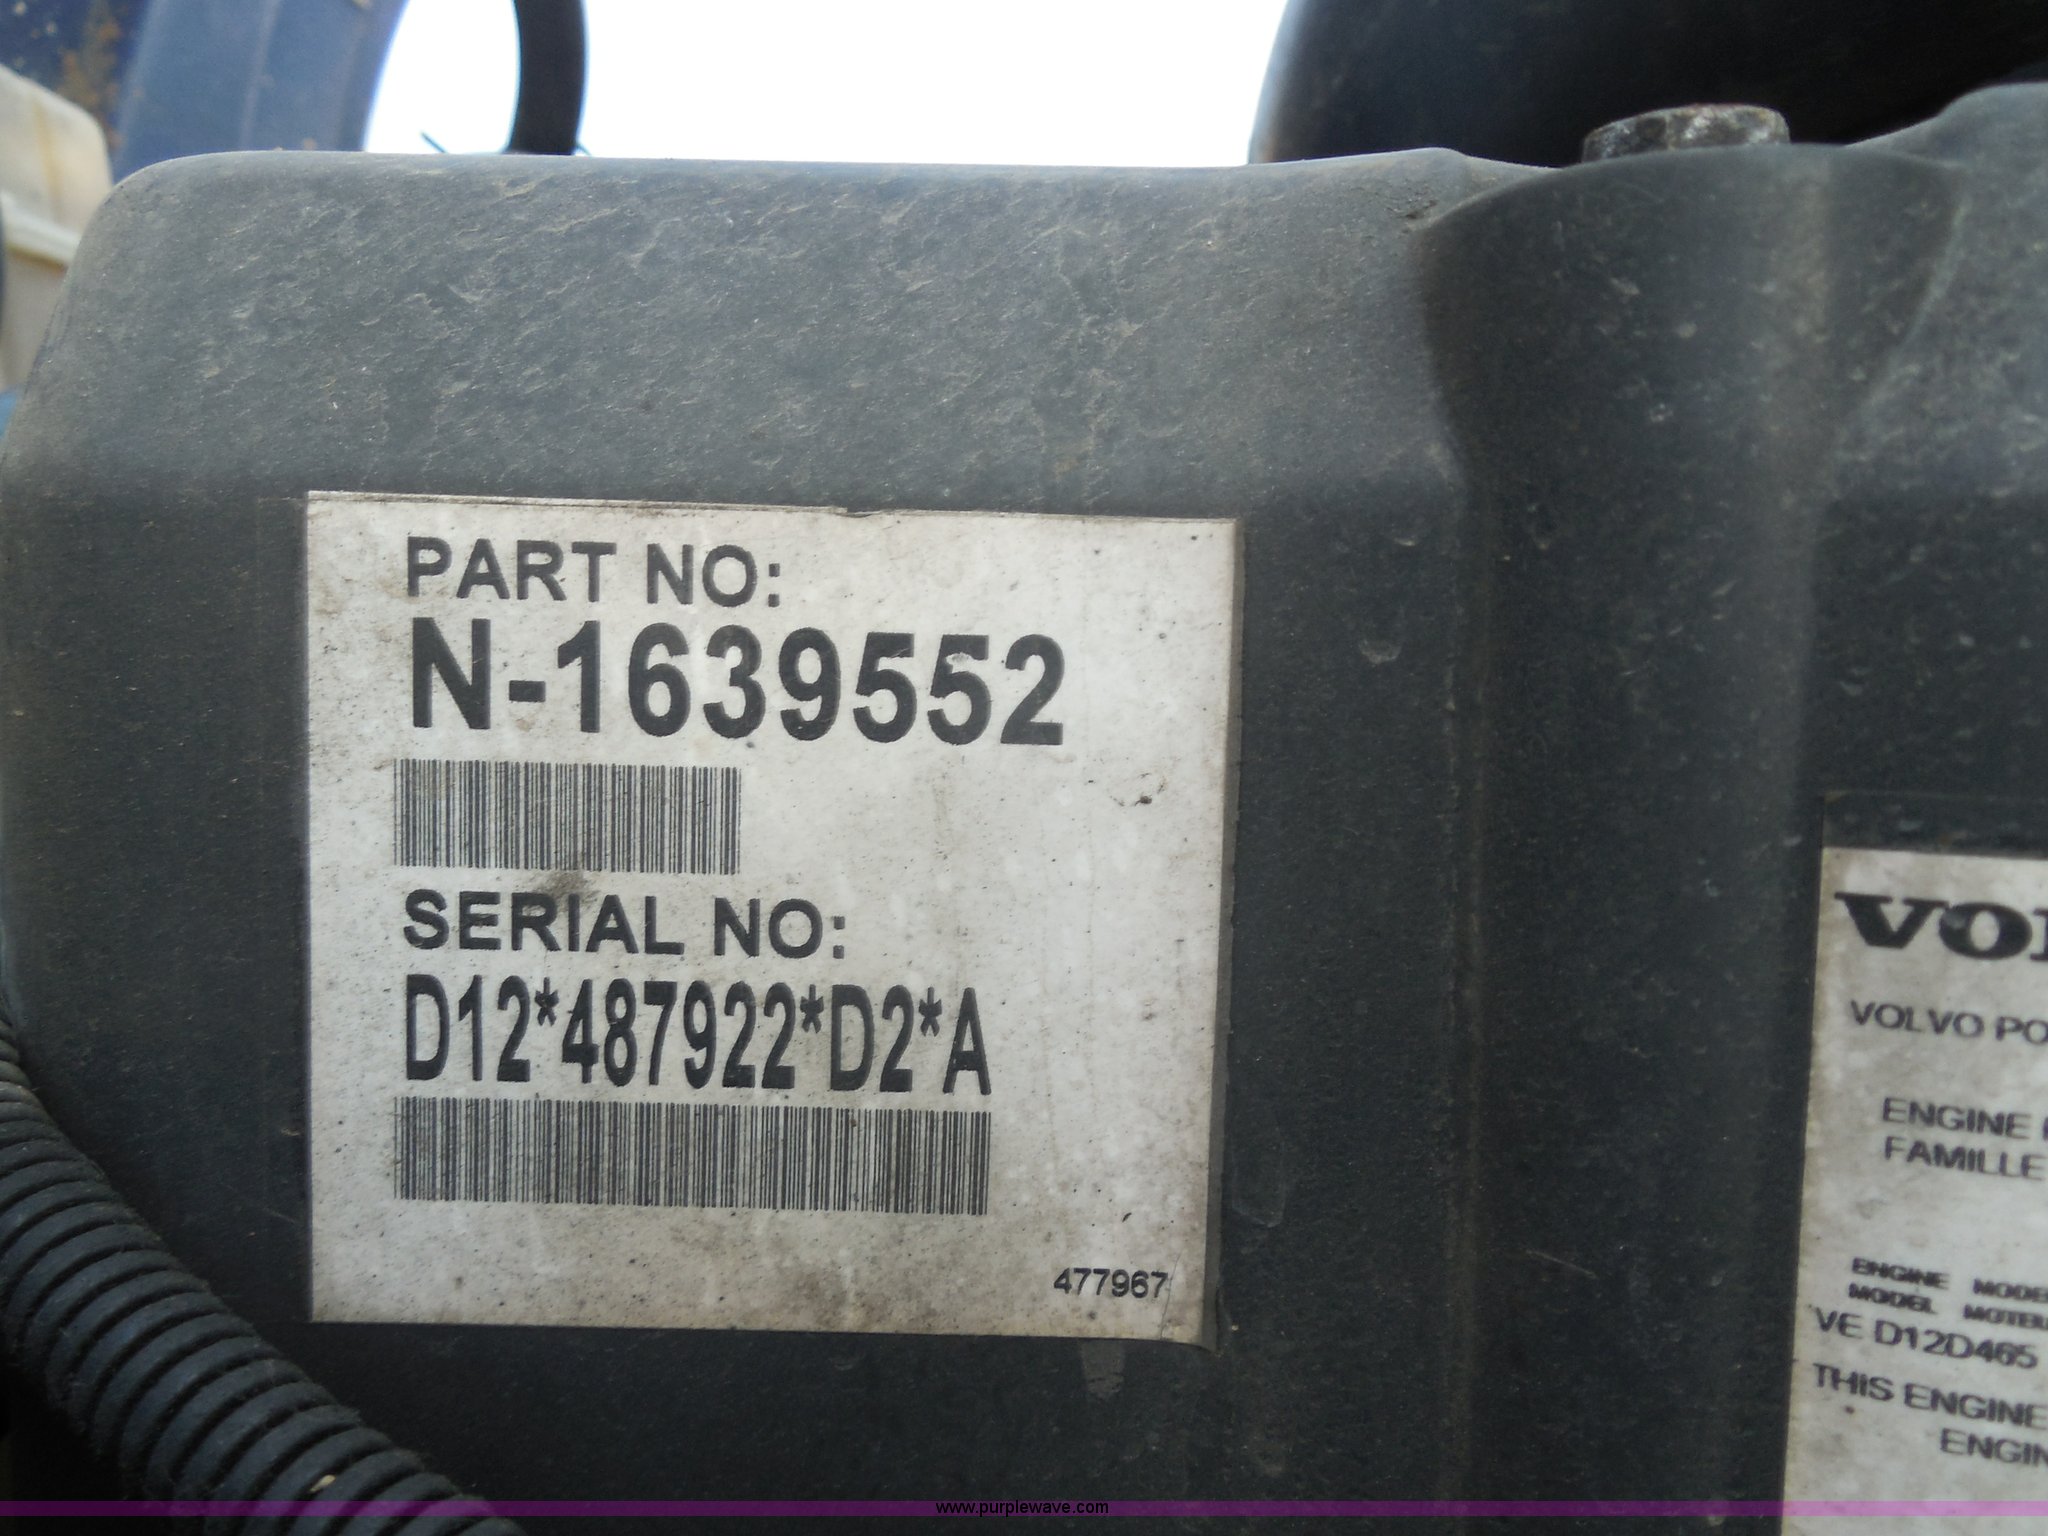 PART NO:
N-1639552
SERIAL NO:
D12*487922*D2*A
477967
VOLVO PO
ENGINE
FAMILLE
ENGINE MODE
MODEL MOTEU
VE D12D465
THIS ENGINE
ENGIN
www.purplewave.com